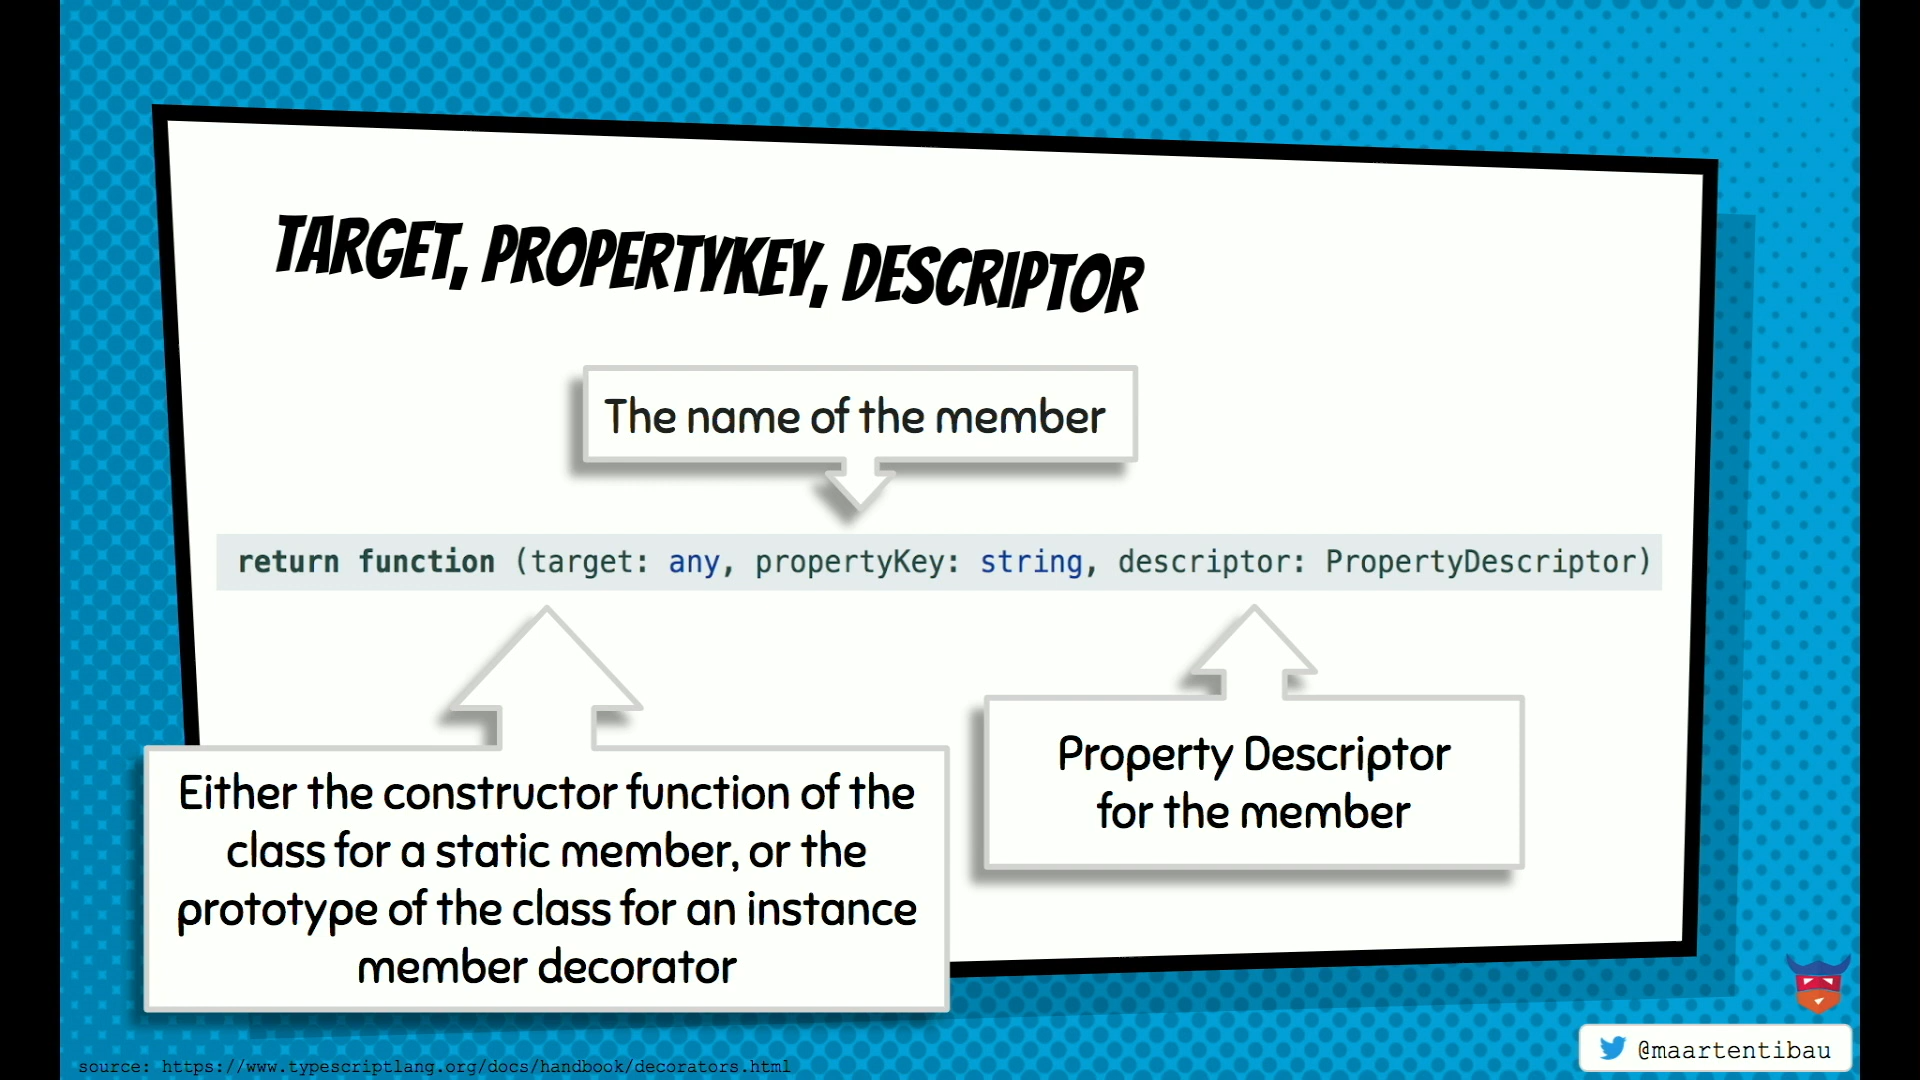 TARGET, PROPERTYKEY, DESCRIPTOR
The name of the member
return function (target: any, propertyKey: string, descriptor: PropertyDescriptor)
Either the constructor function of the
class for a static member, or the
prototype of the class for an instance
member decorator
Property Descriptor
for the member
source: https://www.typescriptlang.org/docs/handbook/decorators.html
@maartentibau